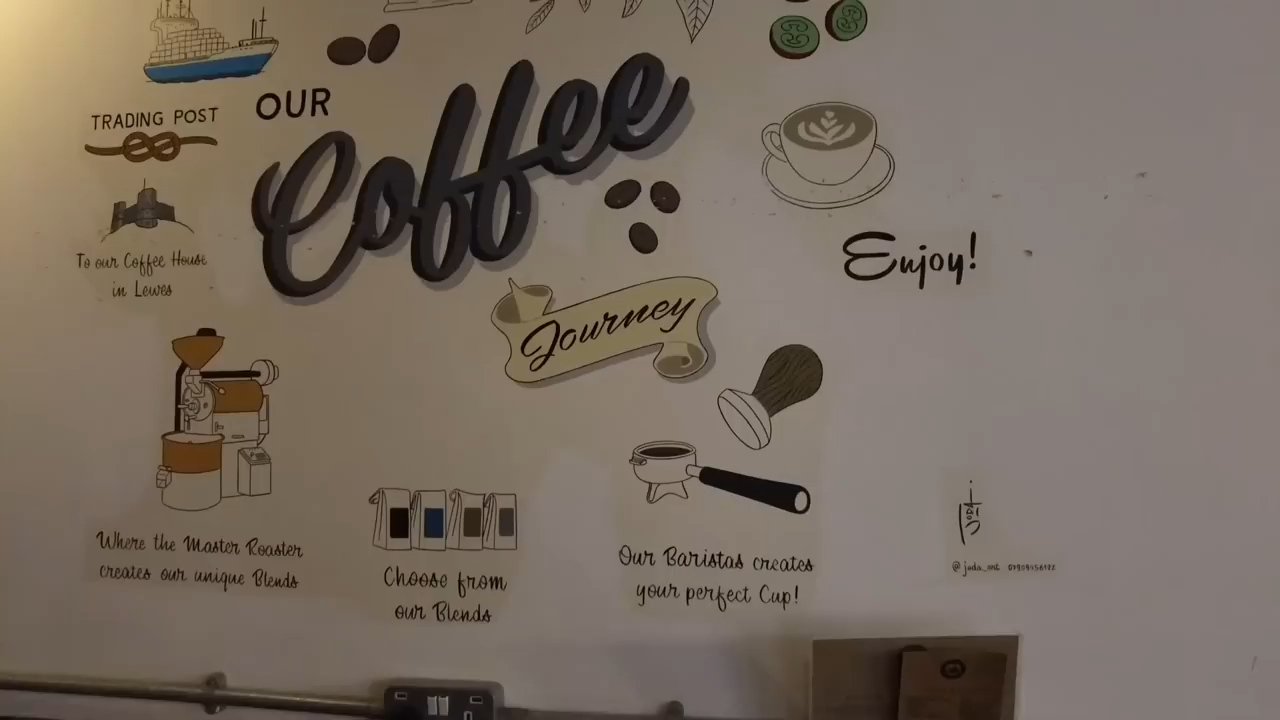 OUR
Coffee
Journey
TRADING POST
To our Coffee House
in Lewes
Where the Master Roaster
creates our unique Blends
Choose from
our Blends
Our Baristas creates
your perfect Cup!
Enjoy!